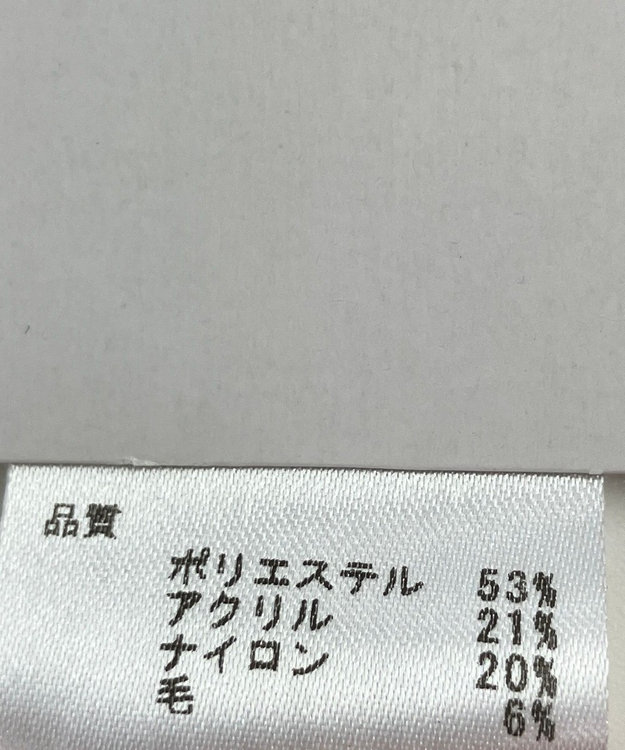 品質
ポリエステル 53%
アクリル 21%
ナイロン 20%
毛 6%